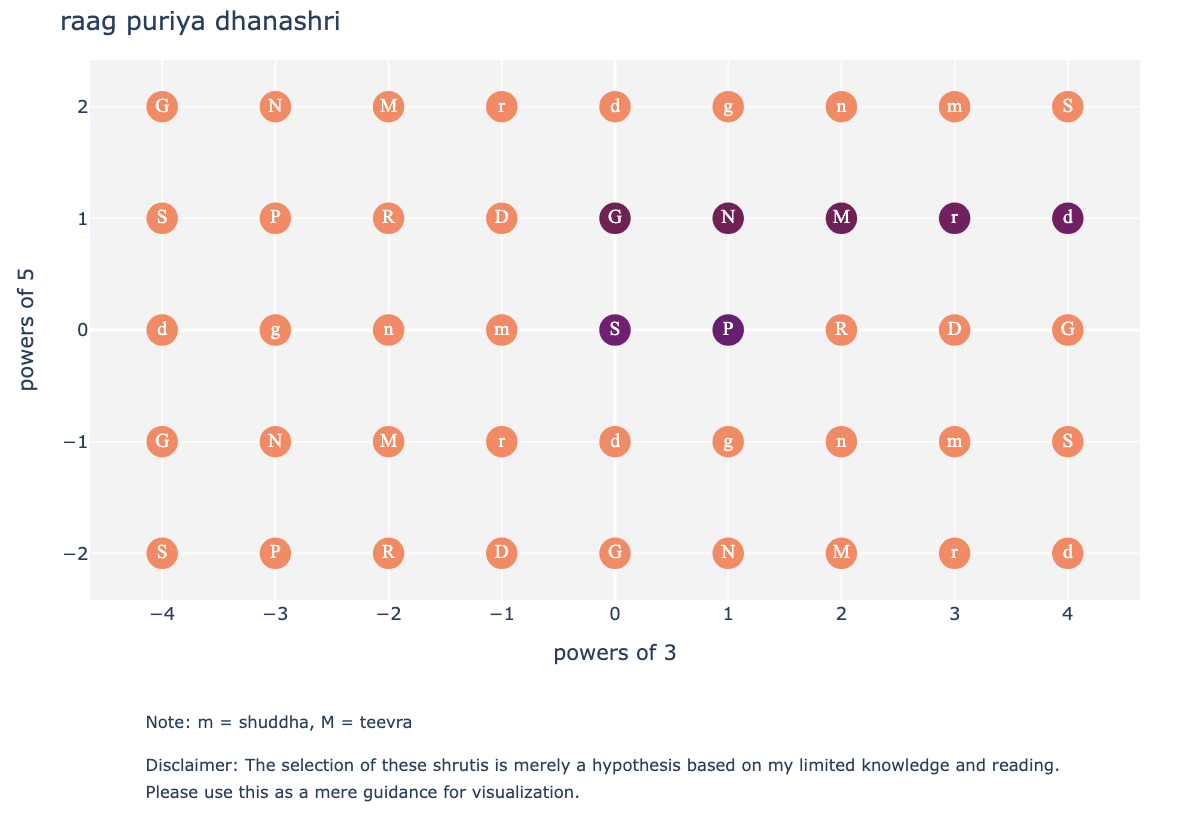 raag puriya dhanashri
2 G N M r d g n m S
1 S P R D G N M r d
0 d g n m S P R D G
−1 G N M r d g n m S
−2 S P R D G N M r d
−4 −3 −2 −1 0 1 2 3 4
powers of 5
powers of 3
Note: m = shuddha, M = teevra
Disclaimer: The selection of these shrutis is merely a hypothesis based on my limited knowledge and reading.
Please use this as a mere guidance for visualization.